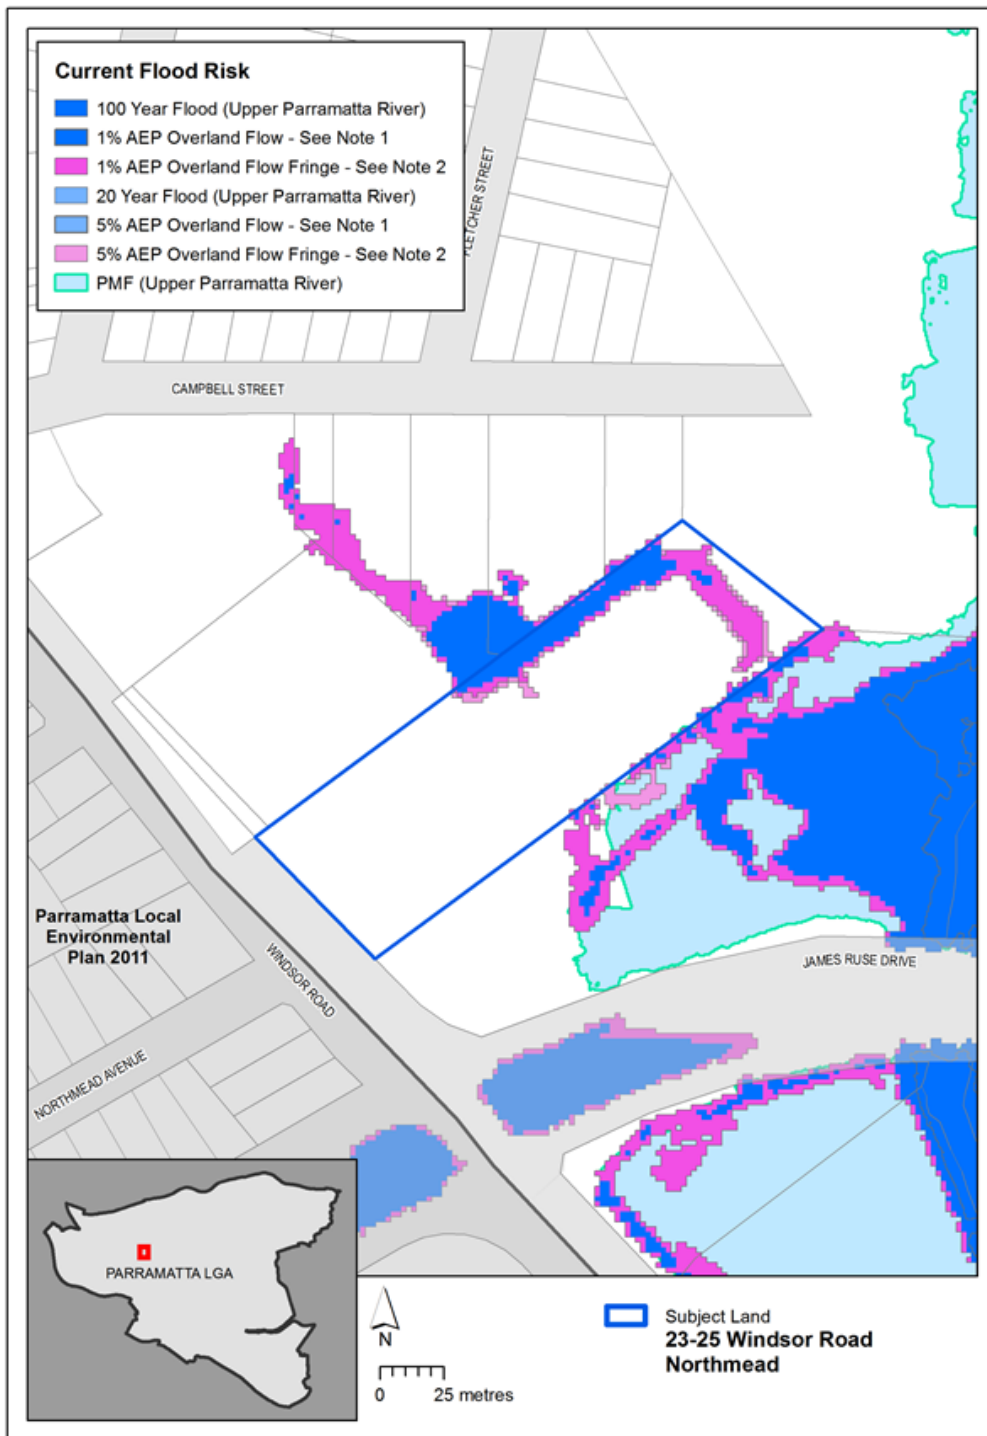 Current Flood Risk
100 Year Flood (Upper Parramatta River)
1% AEP Overland Flow - See Note 1
1% AEP Overland Flow Fringe - See Note 2
20 Year Flood (Upper Parramatta River)
5% AEP Overland Flow - See Note 1
5% AEP Overland Flow Fringe - See Note 2
PMF (Upper Parramatta River)
FLETCHER STREET
CAMPBELL STREET
Parramatta Local
Environmental
Plan 2011
WINDSOR ROAD
JAMES RUSE DRIVE
NORTHMEAD AVENUE
PARRAMATTA LGA
N
0 25 metres
Subject Land
23-25 Windsor Road
Northmead